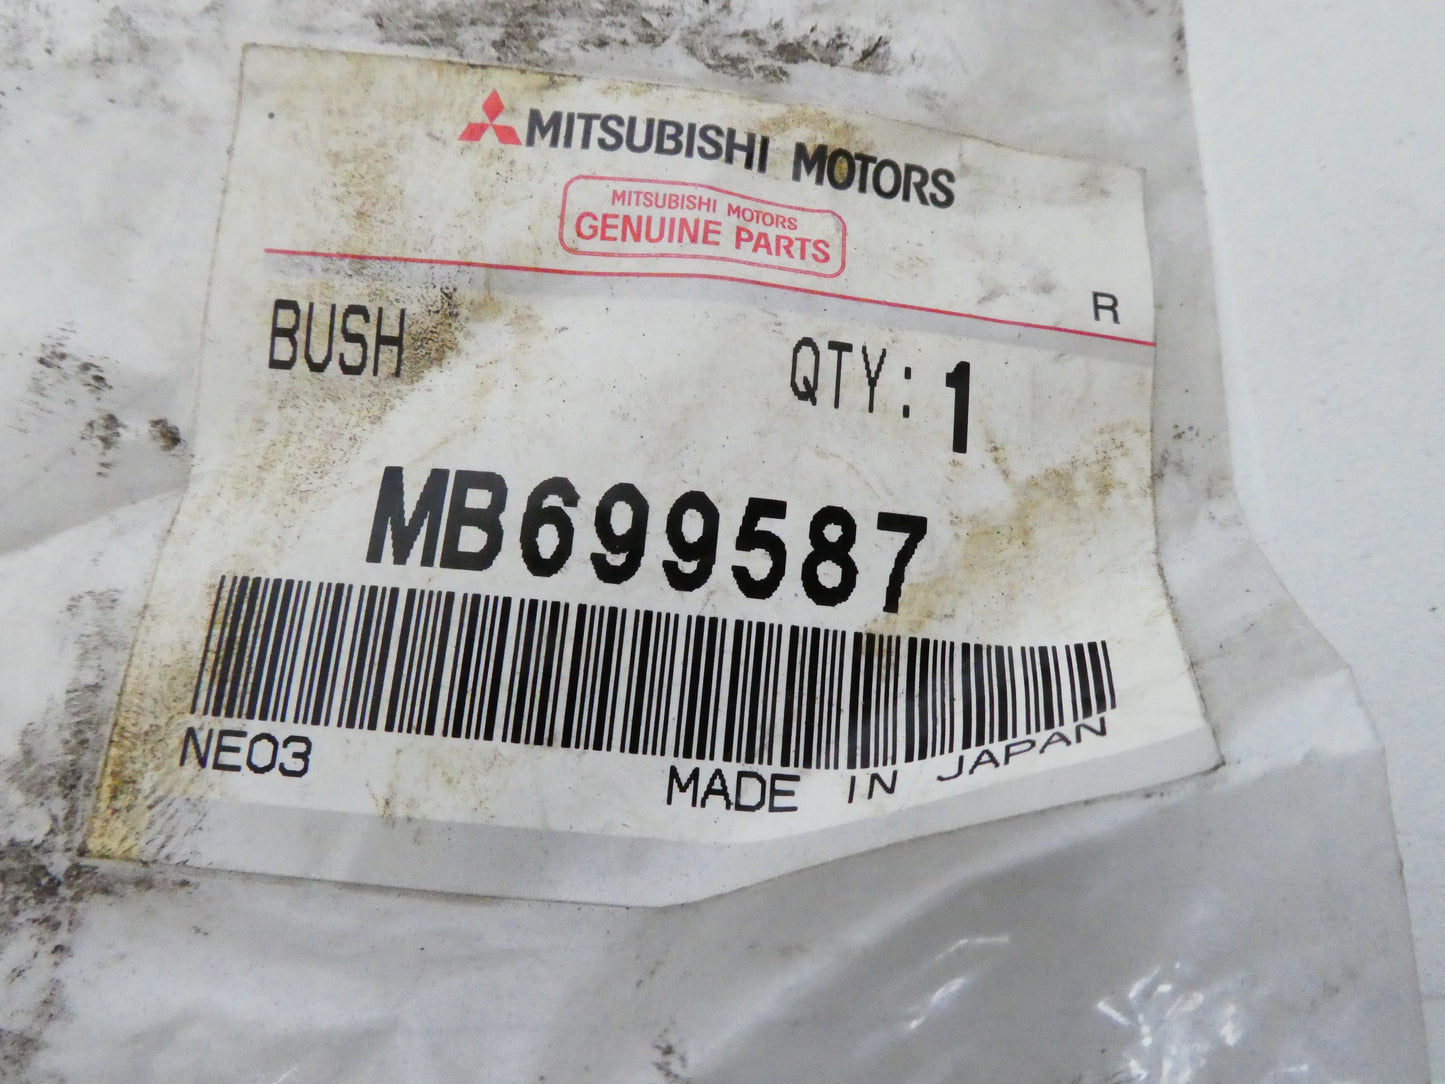 MITSUBISHI MOTORS
MITSUBISHI MOTORS
GENUINE PARTS
R
BUSH QTY: 1
MB699587
NE03 MADE IN JAPAN